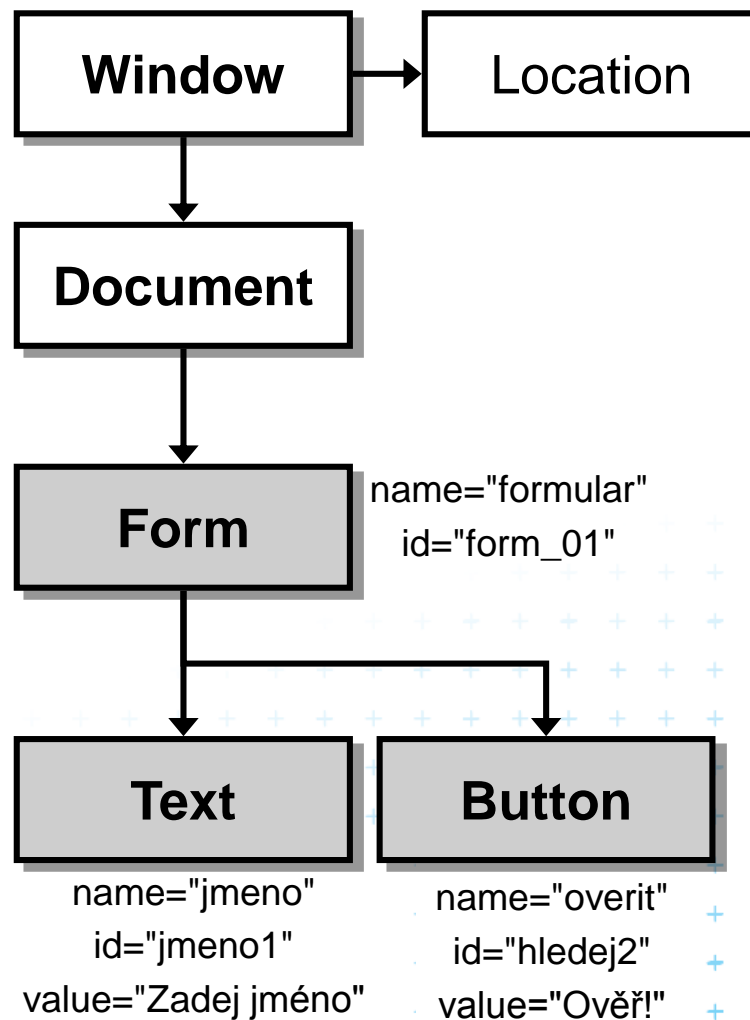 Window
Location
Document
Form
name="formular"
id="form_01"
Text
Button
name="jmeno"
id="jmeno1"
value="Zadej jméno"
name="overit"
id="hledej2"
value="Ověř!"